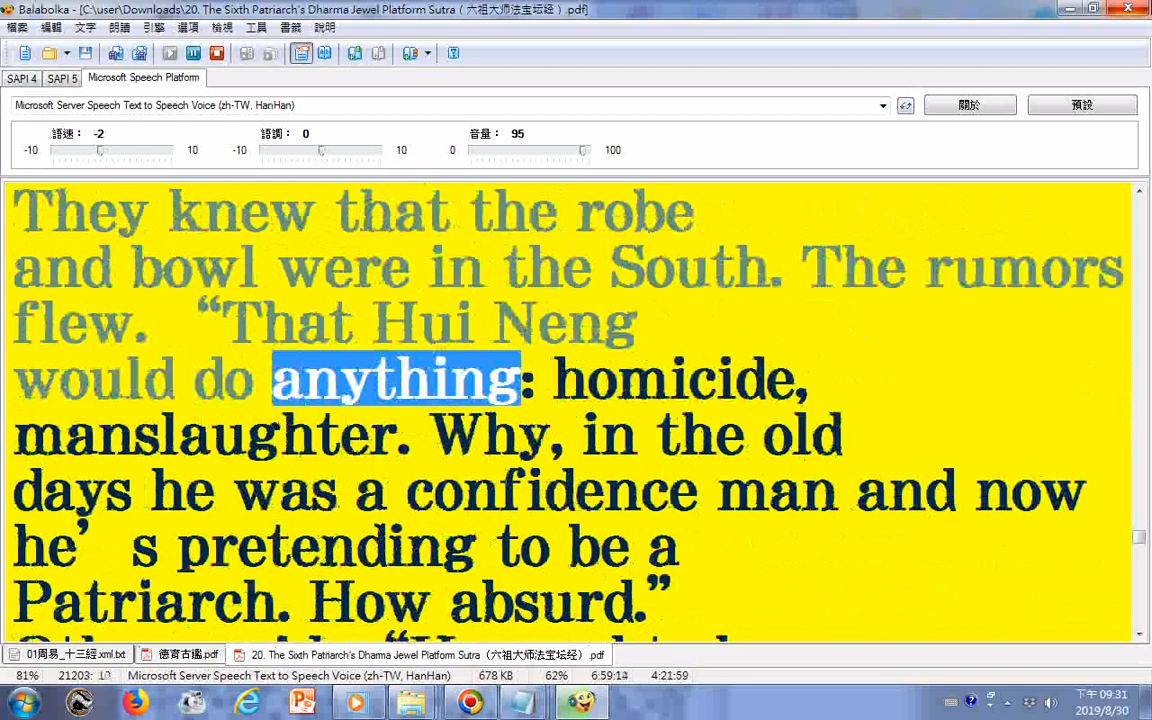 Balabolka - [C:\user\Downloads\20. The Sixth Patriarch's Dharma Jewel Platform Sutra（六祖大师法宝坛经）.pdf]
檔案 編輯 文字 朗讀 引擎 選項 檢視 工具 書籤 說明
SAPI 4 SAPI 5 Microsoft Speech Platform
Microsoft Server Speech Text to Speech Voice (zh-TW, HanHan) 關於 預設
語速： -2 語調： 0 音量： 95
-10 10 -10 10 0 100
They knew that the robe
and bowl were in the South. The rumors
flew. “That Hui Neng
would do anything: homicide,
manslaughter. Why, in the old
days he was a confidence man and now
he’s pretending to be a
Patriarch. How absurd.”
01周易_十三經.xml.txt 德育古鑑.pdf 20. The Sixth Patriarch's Dharma Jewel Platform Sutra（六祖大师法宝坛经）.pdf
81% 21203: Microsoft Server Speech Text to Speech Voice (zh-TW, HanHan) 678 KB 62% 6:59:14 4:21:59
下午 09:31
2019/8/30